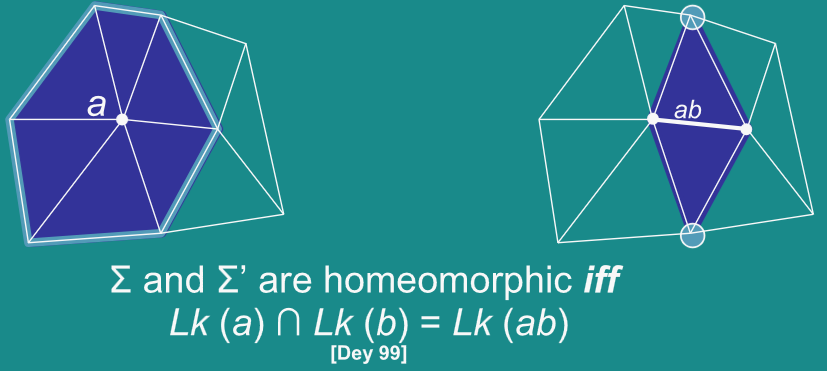 a
ab
Σ and Σ’ are homeomorphic iff
Lk (a) ∩ Lk (b) = Lk (ab)
[Dey 99]